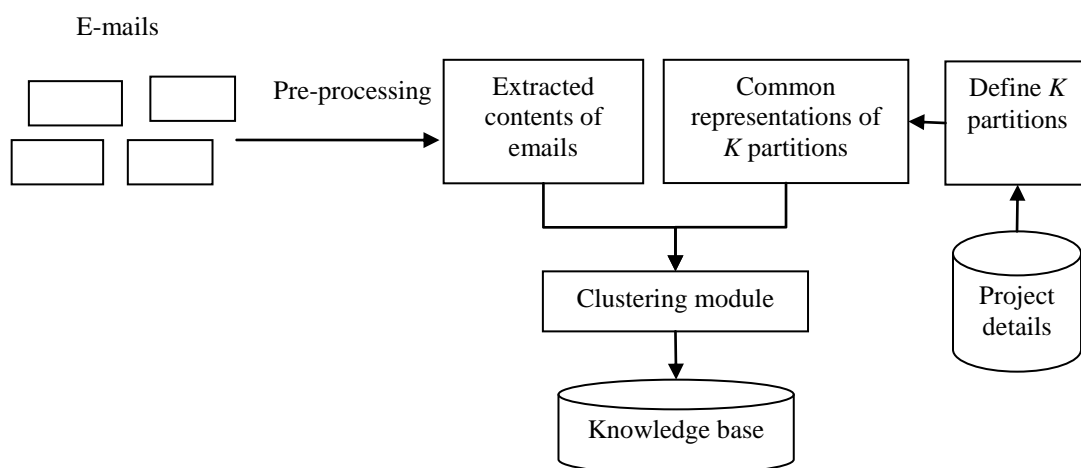 E-mails
Pre-processing
Extracted
contents of
emails
Common
representations of
K partitions
Define K
partitions
Project
details
Clustering module
Knowledge base